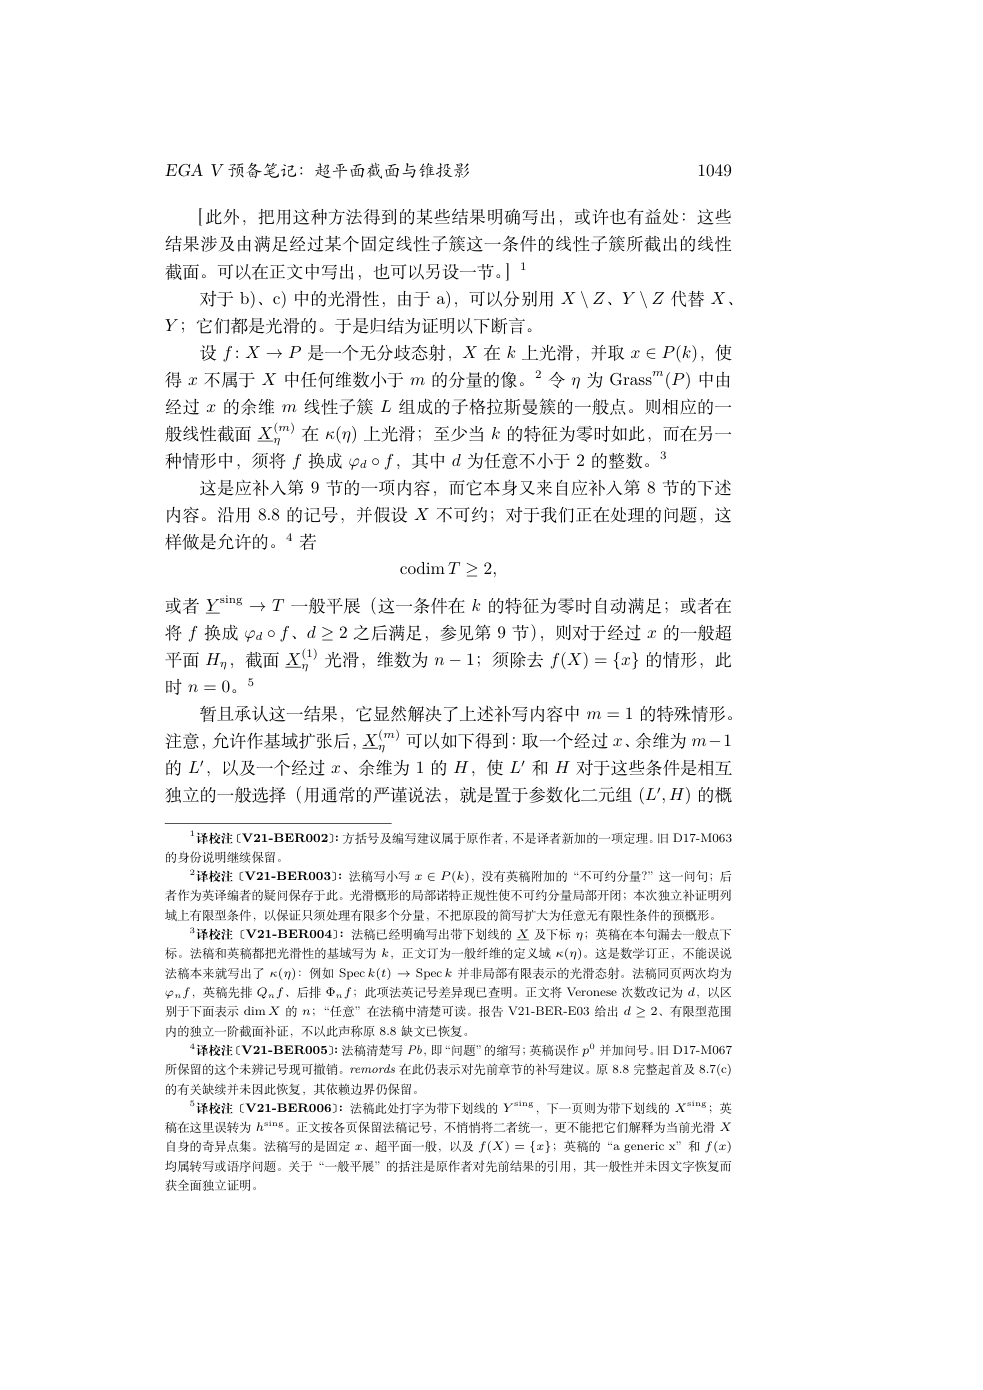 EGA V 预备笔记：超平面截面与锥投影 1049
[此外，把用这种方法得到的某些结果明确写出，或许也有益处：这些
结果涉及由满足经过某个固定线性子簇这一条件的线性子簇所截出的线性
截面。可以在正文中写出，也可以另设一节。] 1
对于 b)、c) 中的光滑性，由于 a)，可以分别用 X \ Z、Y \ Z 代替 X、
Y；它们都是光滑的。于是归结为证明以下断言。
设 f : X → P 是一个无分歧态射，X 在 k 上光滑，并取 x ∈ P(k)，使
得 x 不属于 X 中任何维数小于 m 的分量的像。2 令 η 为 Grass^m(P) 中由
经过 x 的余维 m 线性子簇 L 组成的子格拉斯曼簇的一般点。则相应的一
般线性截面 X_η^(m) 在 κ(η) 上光滑；至少当 k 的特征为零时如此，而在另一
种情形中，须将 f 换成 φ_d ∘ f，其中 d 为任意不小于 2 的整数。3
这是应补入第 9 节的一项内容，而它本身又来自应补入第 8 节的下述
内容。沿用 8.8 的记号，并假设 X 不可约；对于我们正在处理的问题，这
样做是允许的。4 若
codim T ≥ 2,
或者 Y^sing → T 一般平展（这一条件在 k 的特征为零时自动满足；或者在
将 f 换成 φ_d ∘ f、d ≥ 2 之后满足，参见第 9 节），则对于经过 x 的一般超
平面 H_η，截面 X_η^(1) 光滑，维数为 n − 1；须除去 f(X) = {x} 的情形，此
时 n = 0。5
暂且承认这一结果，它显然解决了上述补写内容中 m = 1 的特殊情形。
注意，允许作基域扩张后，X_η^(m) 可以如下得到：取一个经过 x、余维为 m−1
的 L′，以及一个经过 x、余维为 1 的 H，使 L′ 和 H 对于这些条件是相互
独立的一般选择（用通常的严谨说法，就是置于参数化二元组 (L′, H) 的概
1译校注〔V21-BER002〕：方括号及编写建议属于原作者，不是译者新加的一项定理。旧 D17-M063
的身份说明继续保留。
2译校注〔V21-BER003〕：法稿写小写 x ∈ P(k)，没有英稿附加的 “不可约分量?” 这一问句；后
者作为英译编者的疑问保存于此。光滑概形的局部诺特正规性使不可约分量局部开闭；本次独立补证明列
域上有限型条件，以保证只须处理有限多个分量，不把原段的简写扩大为任意无有限性条件的预概形。
3译校注〔V21-BER004〕：法稿已经明确写出带下划线的 X 及下标 η；英稿在本句漏去一般点下
标。法稿和英稿都把光滑性的基域写为 k，正文订为一般纤维的定义域 κ(η)。这是数学订正，不能误说
法稿本来就写出了 κ(η)：例如 Spec k(t) → Spec k 并非局部有限表示的光滑态射。法稿同页两次均为
φ_n f，英稿先排 Q_n f、后排 Φ_n f；此项法英记号差异现已查明。正文将 Veronese 次数改记为 d，以区
别于下面表示 dim X 的 n；“任意” 在法稿中清楚可读。报告 V21-BER-E03 给出 d ≥ 2、有限型范围
内的独立一阶截面补证，不以此声称原 8.8 缺文已恢复。
4译校注〔V21-BER005〕：法稿清楚写 Pb，即 “问题” 的缩写；英稿误作 p^0 并加问号。旧 D17-M067
所保留的这个未辨记号现可撤销。remords 在此仍表示对先前章节的补写建议。原 8.8 完整起首及 8.7(c)
的有关缺续并未因此恢复，其依赖边界仍保留。
5译校注〔V21-BER006〕：法稿此处打字为带下划线的 Y^sing，下一页则为带下划线的 X^sing；英
稿在这里误转为 h^sing。正文按各页保留法稿记号，不悄悄将二者统一，更不能把它们解释为当前光滑 X
自身的奇异点集。法稿写的是固定 x、超平面一般，以及 f(X) = {x}；英稿的 “a generic x” 和 f(x)
均属转写或语序问题。关于 “一般平展” 的括注是原作者对先前结果的引用，其一般性并未因文字恢复而
获全面独立证明。